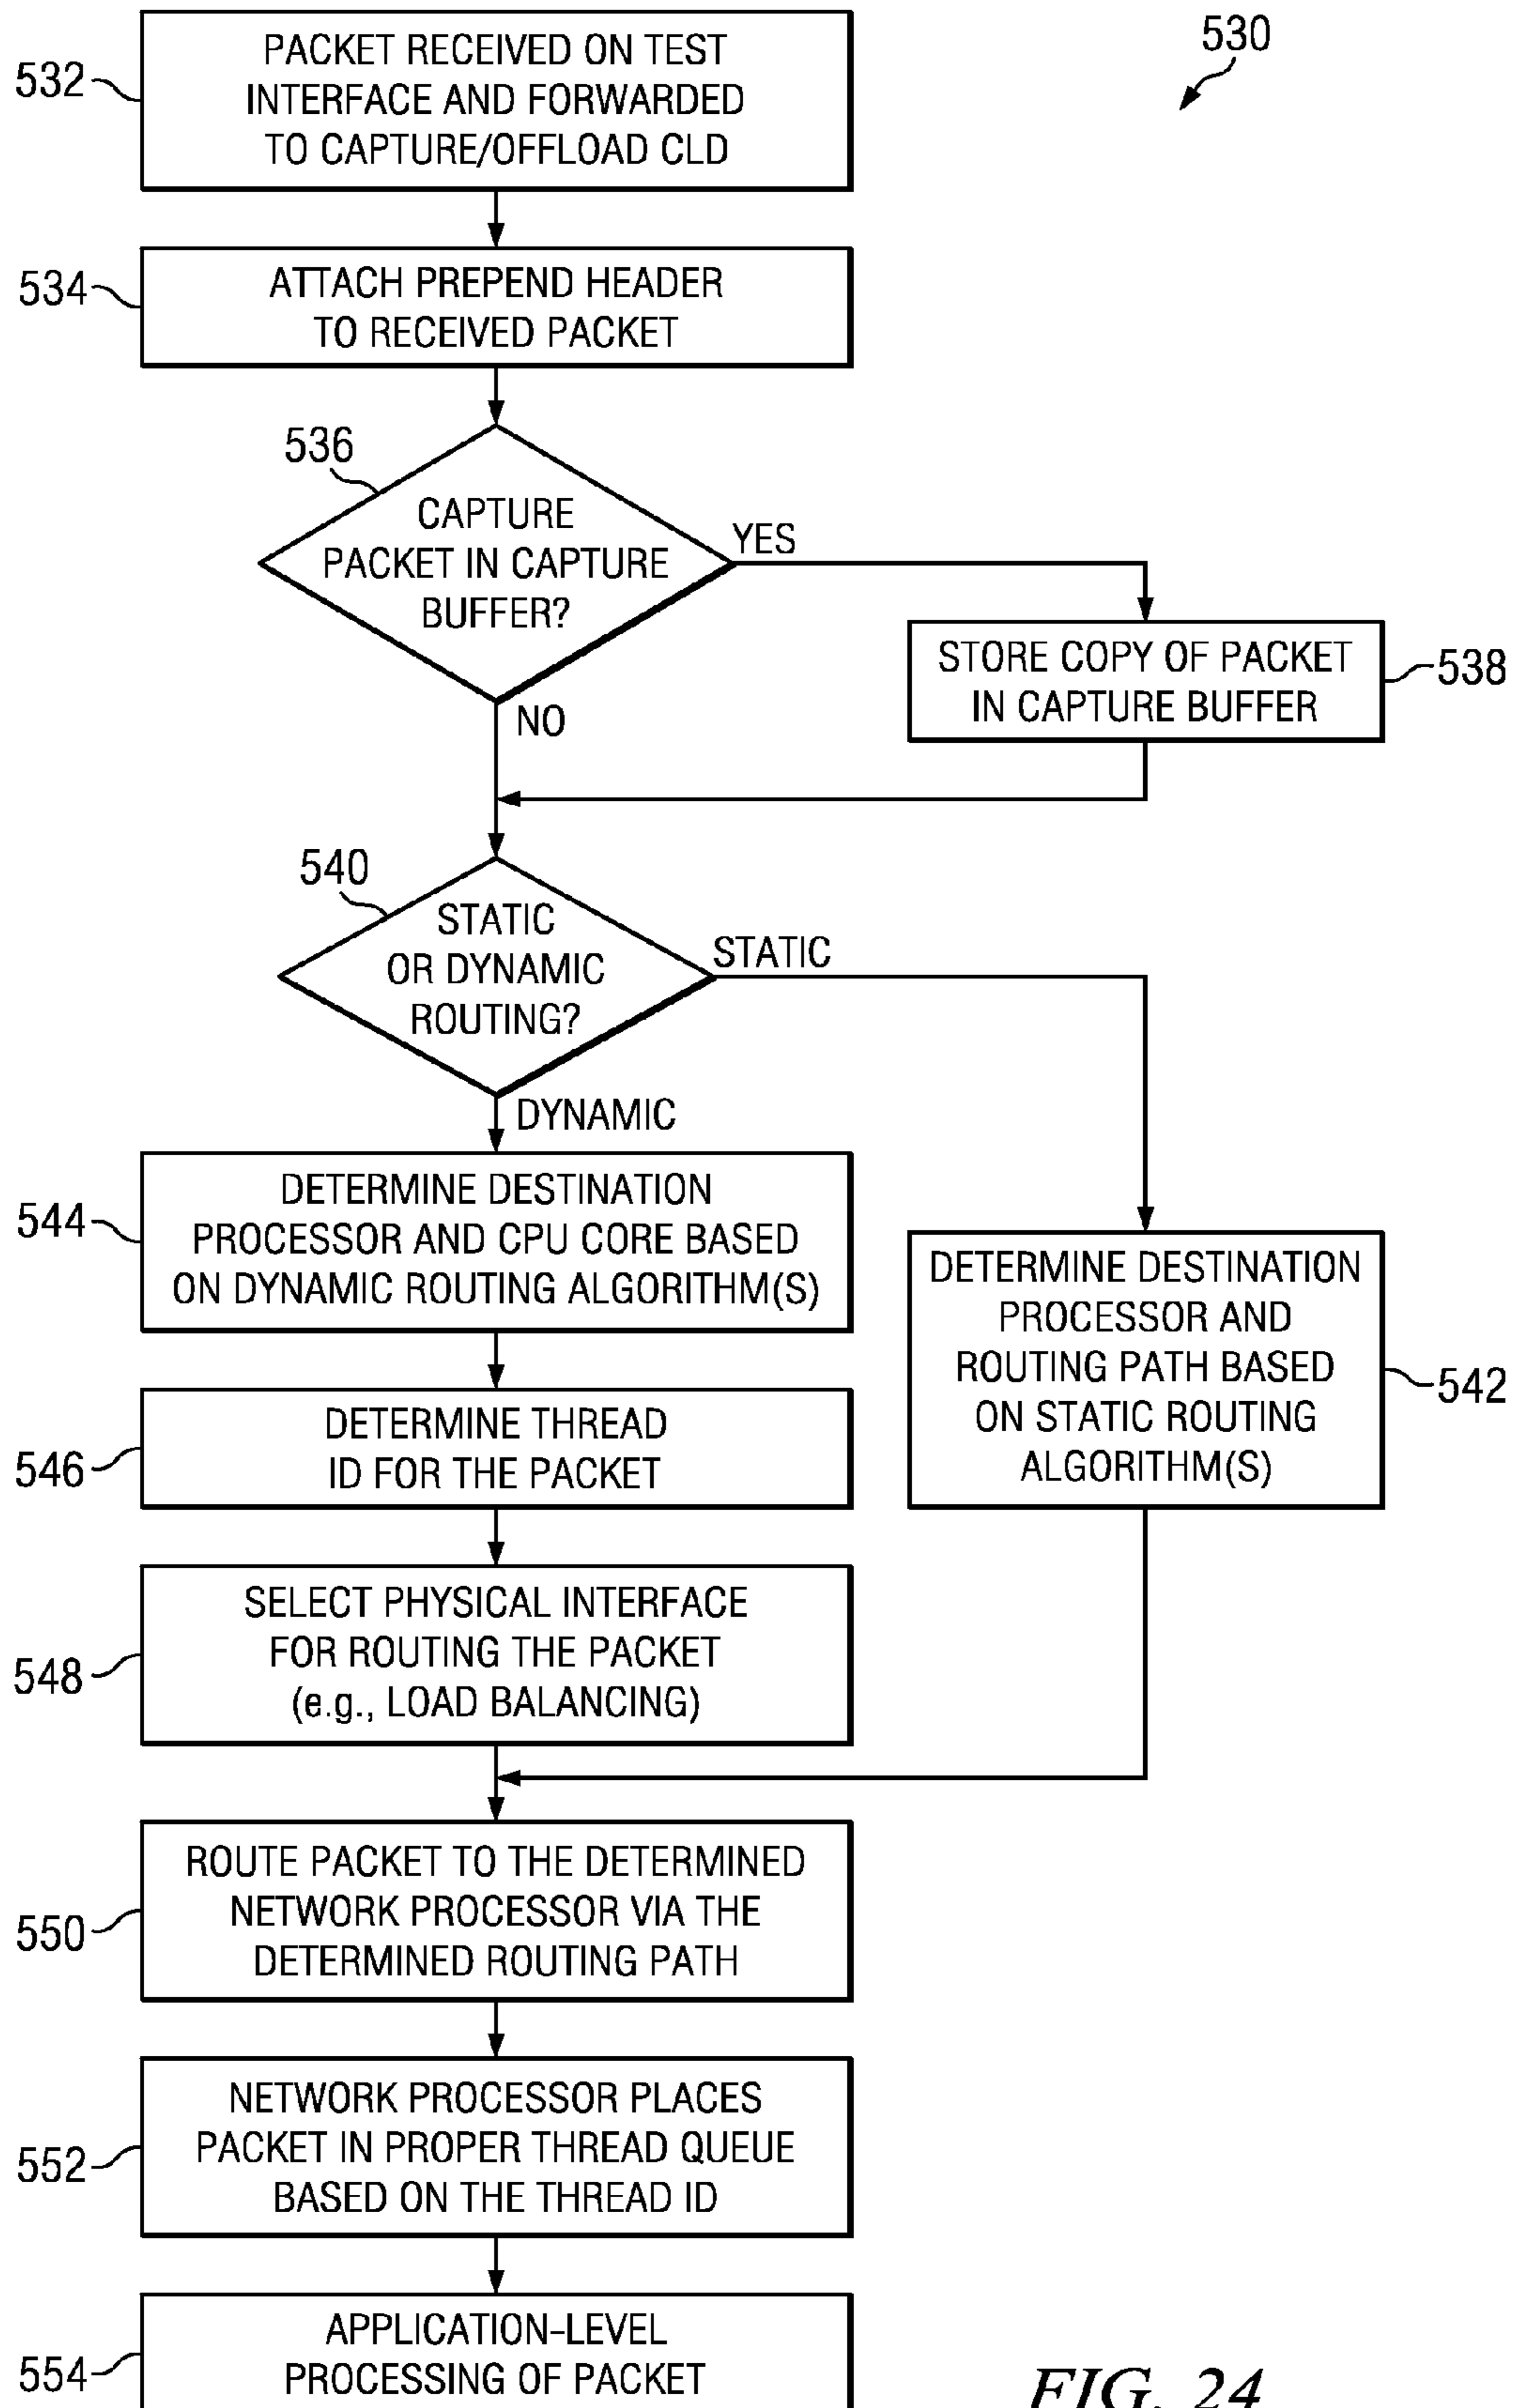 530
532
PACKET RECEIVED ON TEST
INTERFACE AND FORWARDED
TO CAPTURE/OFFLOAD CLD
534
ATTACH PREPEND HEADER
TO RECEIVED PACKET
536
CAPTURE
PACKET IN CAPTURE
BUFFER?
YES
NO
STORE COPY OF PACKET
IN CAPTURE BUFFER
538
540
STATIC
OR DYNAMIC
ROUTING?
STATIC
DYNAMIC
544
DETERMINE DESTINATION
PROCESSOR AND CPU CORE BASED
ON DYNAMIC ROUTING ALGORITHM(S)
DETERMINE DESTINATION
PROCESSOR AND
ROUTING PATH BASED
ON STATIC ROUTING
ALGORITHM(S)
542
546
DETERMINE THREAD
ID FOR THE PACKET
548
SELECT PHYSICAL INTERFACE
FOR ROUTING THE PACKET
(e.g., LOAD BALANCING)
550
ROUTE PACKET TO THE DETERMINED
NETWORK PROCESSOR VIA THE
DETERMINED ROUTING PATH
552
NETWORK PROCESSOR PLACES
PACKET IN PROPER THREAD QUEUE
BASED ON THE THREAD ID
554
APPLICATION-LEVEL
PROCESSING OF PACKET
FIG. 24